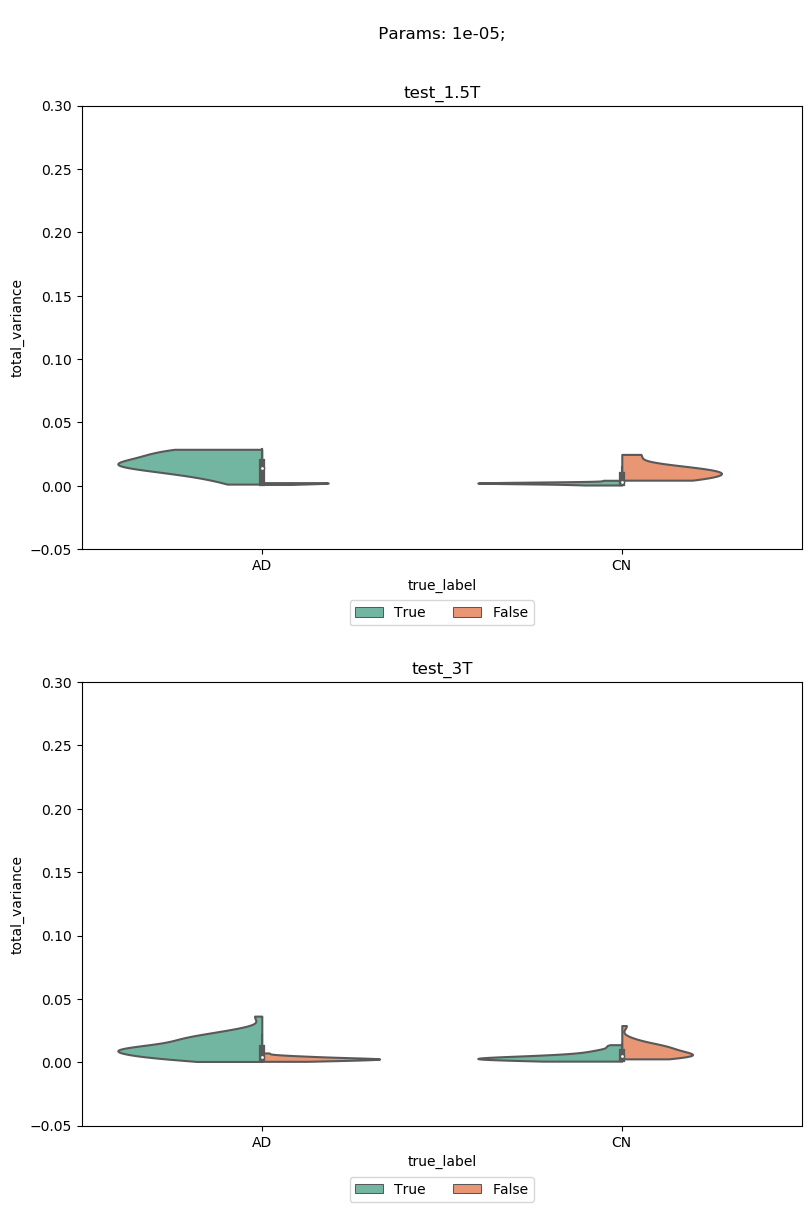 Params: 1e-05;
test_1.5T
0.30
0.25
0.20
0.15
0.10
0.05
0.00
−0.05
total_variance
AD CN
true_label
True False
test_3T
0.30
0.25
0.20
0.15
0.10
0.05
0.00
−0.05
total_variance
AD CN
true_label
True False